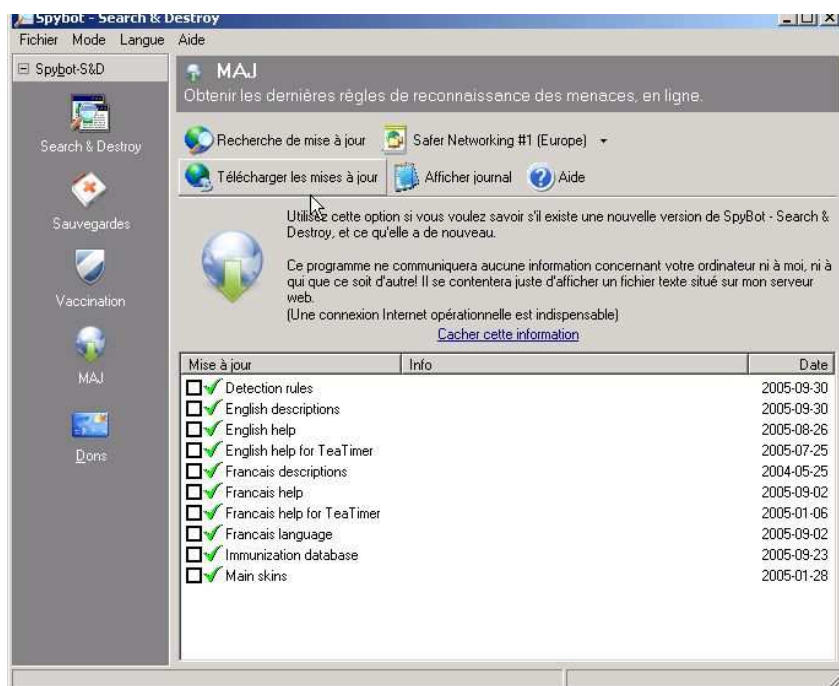 Spybot - Search & Destroy
Fichier Mode Langue Aide
Spybot-S&D
Search & Destroy
Sauvegardes
Vaccination
MAJ
Dons
MAJ
Obtenir les dernières règles de reconnaissance des menaces, en ligne.
Recherche de mise à jour Safer Networking #1 (Europe)
Télécharger les mises à jour Afficher journal Aide
Utilisez cette option si vous voulez savoir s'il existe une nouvelle version de SpyBot - Search &
Destroy, et ce qu'elle a de nouveau.
Ce programme ne communiquera aucune information concernant votre ordinateur ni à moi, ni à
qui que ce soit d'autre! Il se contentera juste d'afficher un fichier texte situé sur mon serveur
web.
(Une connexion Internet opérationnelle est indispensable)
Cacher cette information
Mise à jour Info Date
Detection rules 2005-09-30
English descriptions 2005-09-30
English help 2005-08-26
English help for TeaTimer 2005-07-25
Francais descriptions 2004-05-25
Francais help 2005-09-02
Francais help for TeaTimer 2005-01-06
Francais language 2005-09-02
Immunization database 2005-09-23
Main skins 2005-01-28